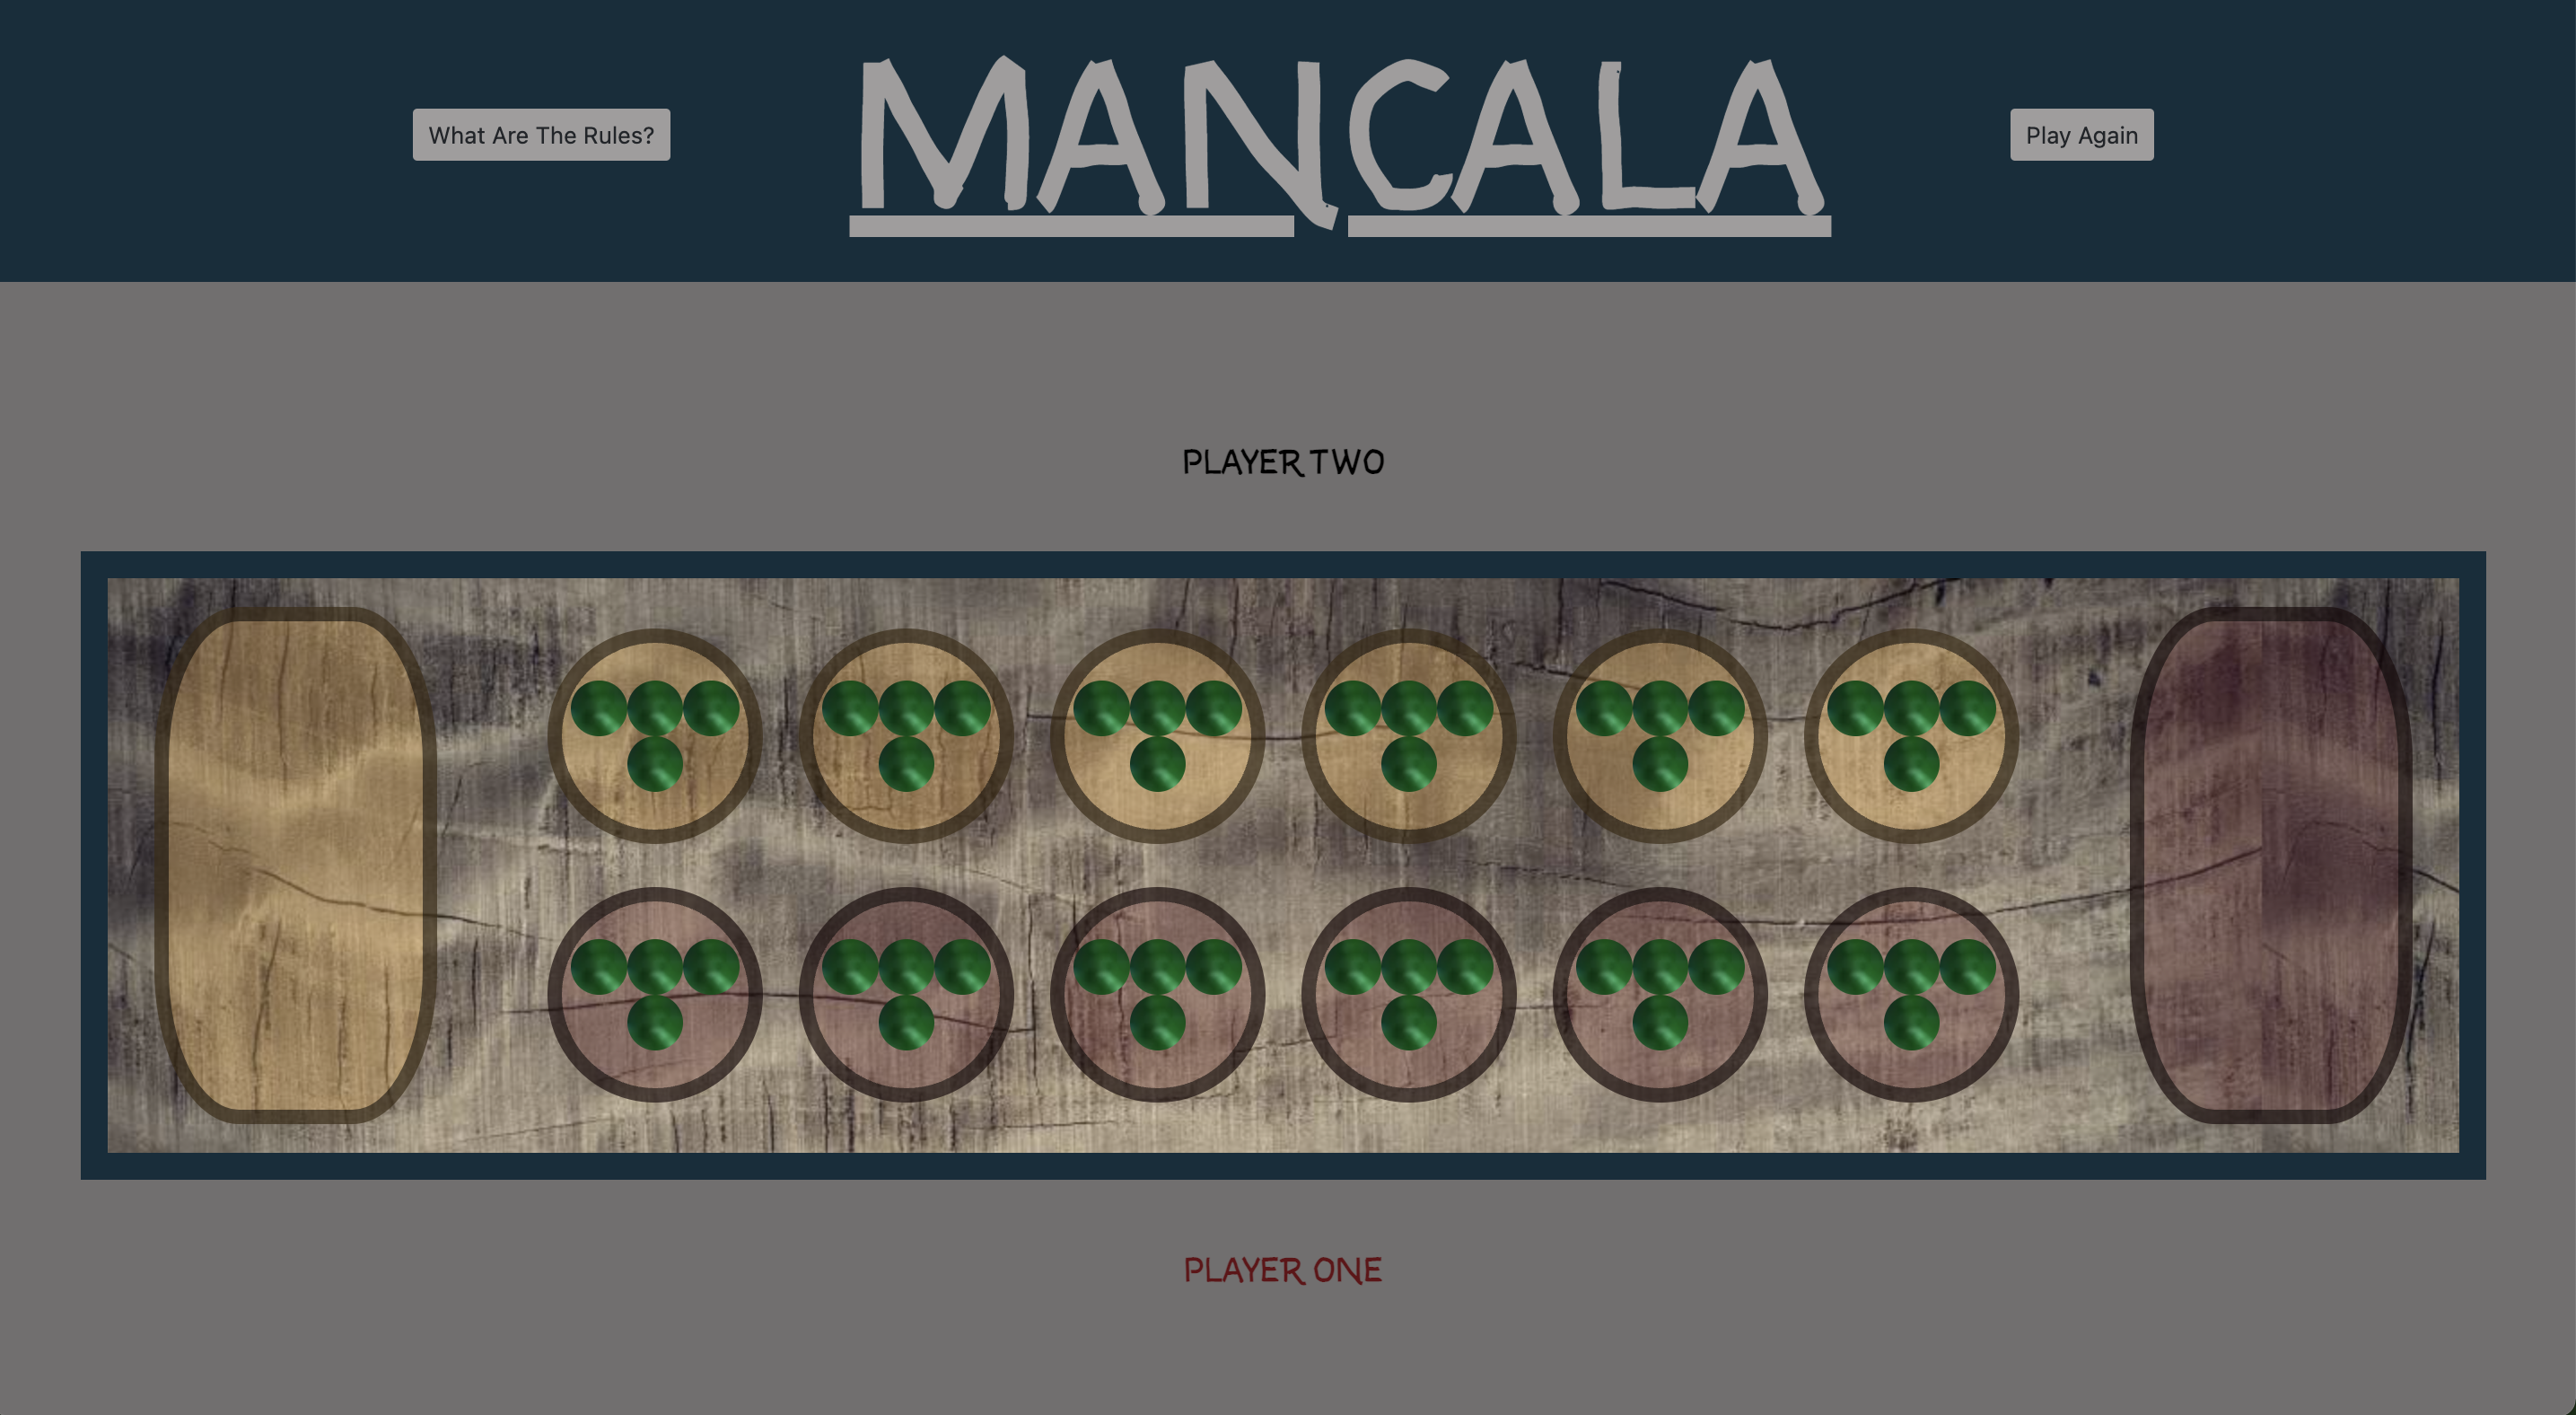 What Are The Rules?
MANCALA
Play Again
PLAYER TWO
PLAYER ONE